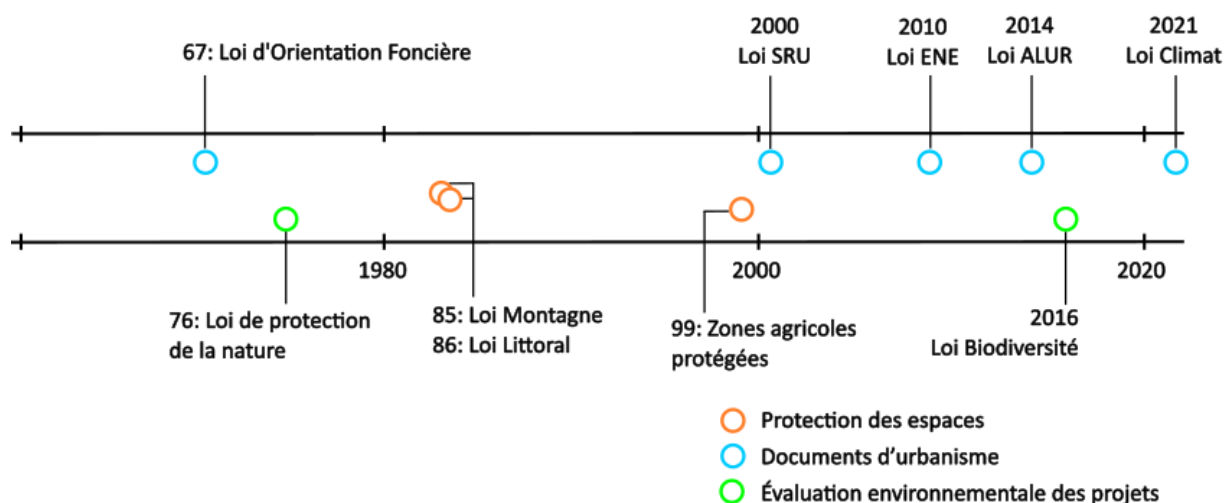 67: Loi d'Orientation Foncière
2000
Loi SRU
2010
Loi ENE
2014
Loi ALUR
2021
Loi Climat
1980
2000
2020
76: Loi de protection
de la nature
85: Loi Montagne
86: Loi Littoral
99: Zones agricoles
protégées
2016
Loi Biodiversité
Protection des espaces
Documents d'urbanisme
Évaluation environnementale des projets